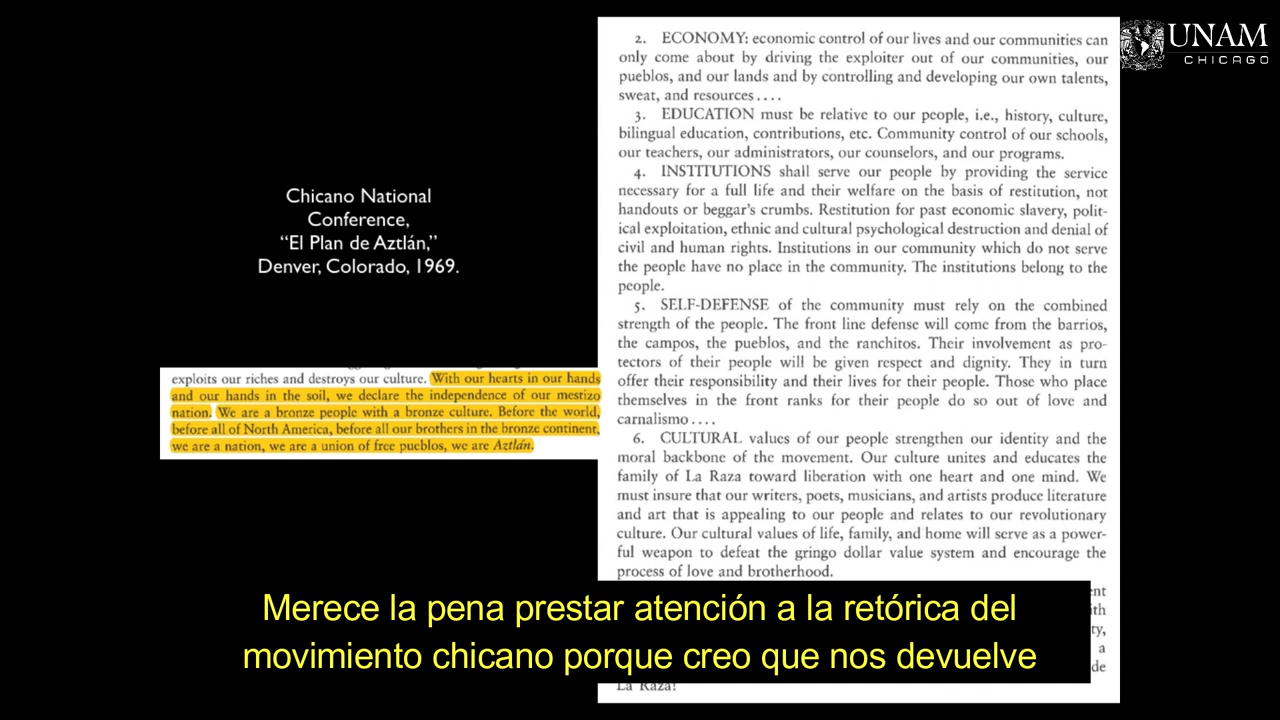 UNAM
CHICAGO
Chicano National
Conference,
“El Plan de Aztlán,”
Denver, Colorado, 1969.
exploits our riches and destroys our culture. With our hearts in our hands
and our hands in the soil, we declare the independence of our mestizo
nation. We are a bronze people with a bronze culture. Before the world,
before all of North America, before all our brothers in the bronze continent,
we are a nation, we are a union of free pueblos, we are Aztlán.
2. ECONOMY: economic control of our lives and our communities can
only come about by driving the exploiter out of our communities, our
pueblos, and our lands and by controlling and developing our own talents,
sweat, and resources . . . .
3. EDUCATION must be relative to our people, i.e., history, culture,
bilingual education, contributions, etc. Community control of our schools,
our teachers, our administrators, our counselors, and our programs.
4. INSTITUTIONS shall serve our people by providing the service
necessary for a full life and their welfare on the basis of restitution, not
handouts or beggar's crumbs. Restitution for past economic slavery, polit-
ical exploitation, ethnic and cultural psychological destruction and denial of
civil and human rights. Institutions in our community which do not serve
the people have no place in the community. The institutions belong to the
people.
5. SELF-DEFENSE of the community must rely on the combined
strength of the people. The front line defense will come from the barrios,
the campos, the pueblos, and the ranchitos. Their involvement as pro-
tectors of their people will be given respect and dignity. They in turn
offer their responsibility and their lives for their people. Those who place
themselves in the front ranks for their people do so out of love and
carnalismo . . . .
6. CULTURAL values of our people strengthen our identity and the
moral backbone of the movement. Our culture unites and educates the
family of La Raza toward liberation with one heart and one mind. We
must insure that our writers, poets, musicians, and artists produce literature
and art that is appealing to our people and relates to our revolutionary
culture. Our cultural values of life, family, and home will serve as a power-
ful weapon to defeat the gringo dollar value system and encourage the
process of love and brotherhood.
a
de
La Raza!
Merece la pena prestar atención a la retórica del
movimiento chicano porque creo que nos devuelve